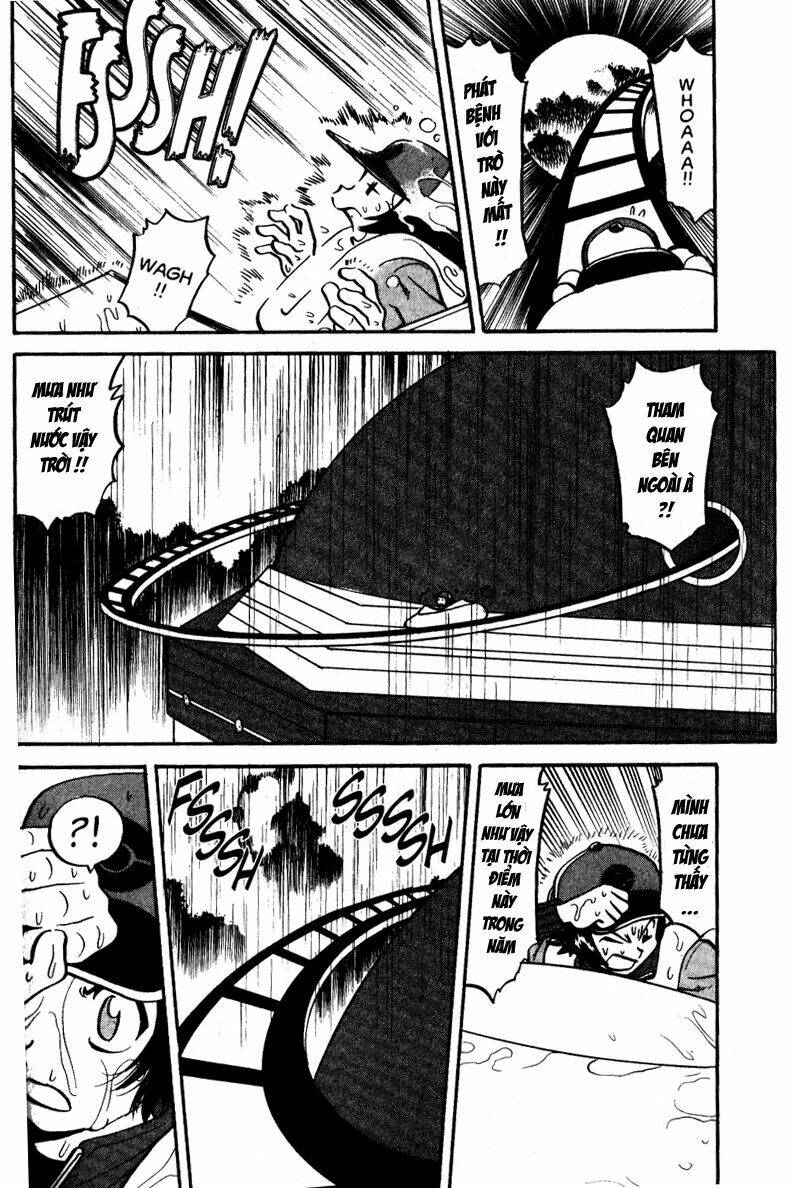 WHOAAA!!
PHÁT
BỆNH
VỚI
TRÒ
NÀY
MẤT
!!
FSSSH!
WAGH
!!
THAM
QUAN
BÊN
NGOÀI À
?!
MƯA NHƯ
TRÚT
NƯỚC VẬY
TRỜI !!
MÌNH
CHƯA
TỪNG
THẤY
...
MƯA
LỚN
NHƯ VẬY
TẠI THỜI
ĐIỂM
NÀY
TRONG
NĂM
SSSSH
FSSSSH
?!